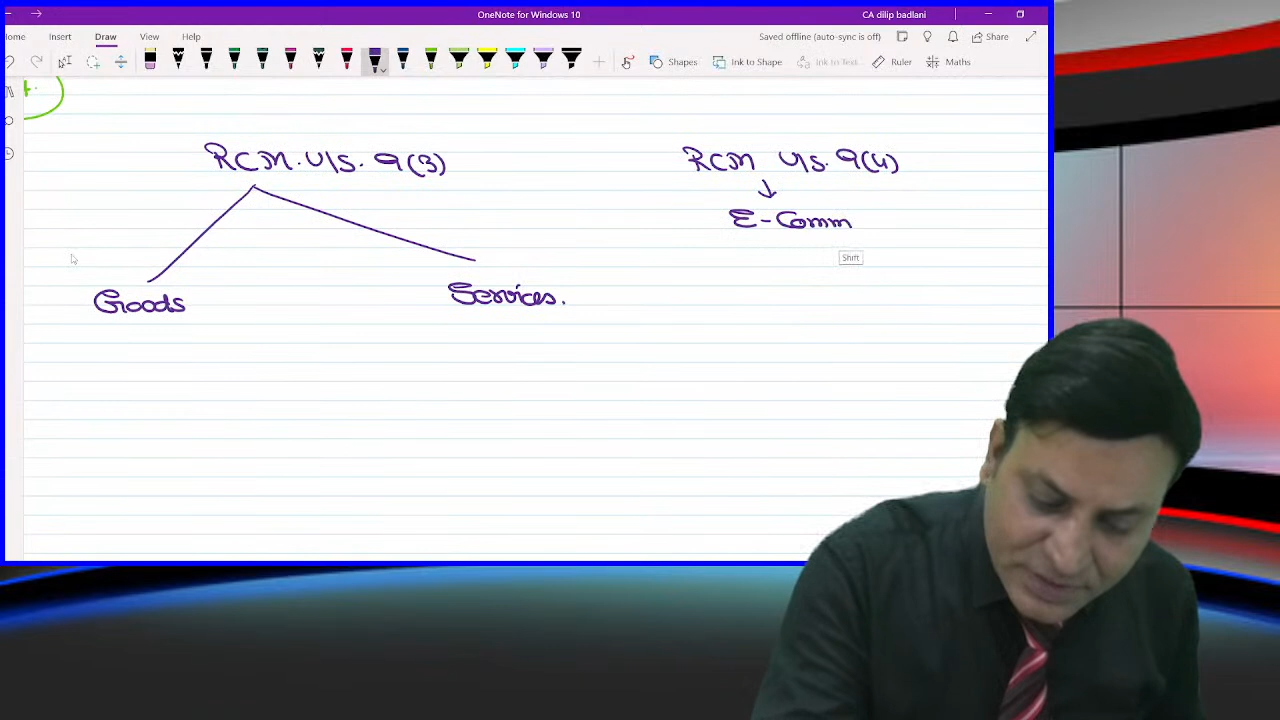 OneNote for Windows 10
CA dilip badlani
Insert
Draw
View
Help
Saved offline (auto-sync is off)
Share
Shapes
Ink to Shape
Ink to Text
Ruler
Maths
RCM. U/S. 9(3)
RCM U/S. 9(4)
E-Comm
Shift
Goods
Services.